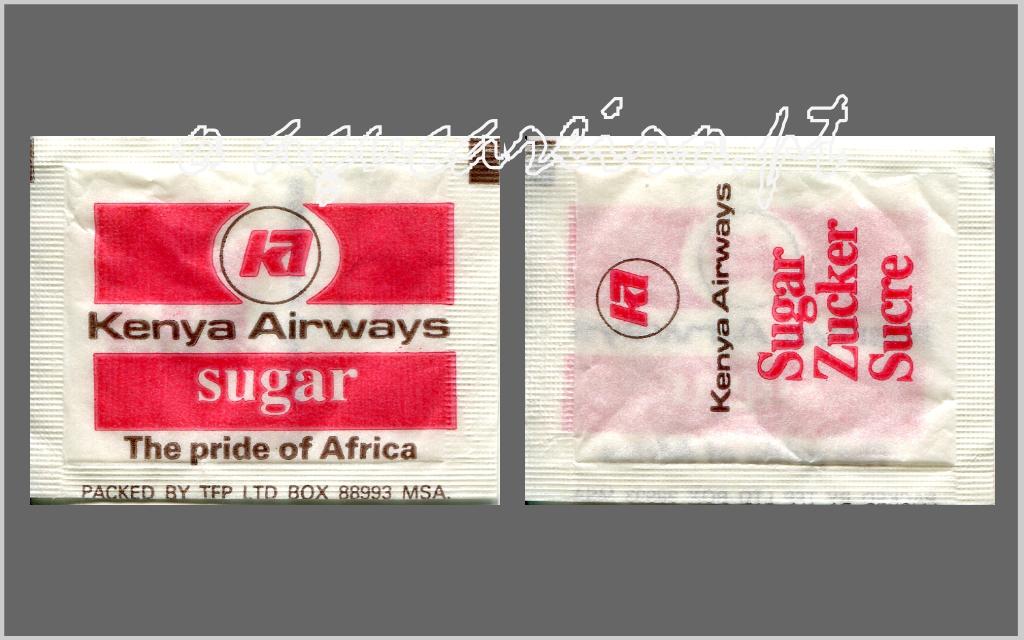 KA
Kenya Airways
sugar
The pride of Africa
PACKED BY TFP LTD BOX 88993 MSA.
KA
Kenya Airways
Sugar
Zucker
Sucre